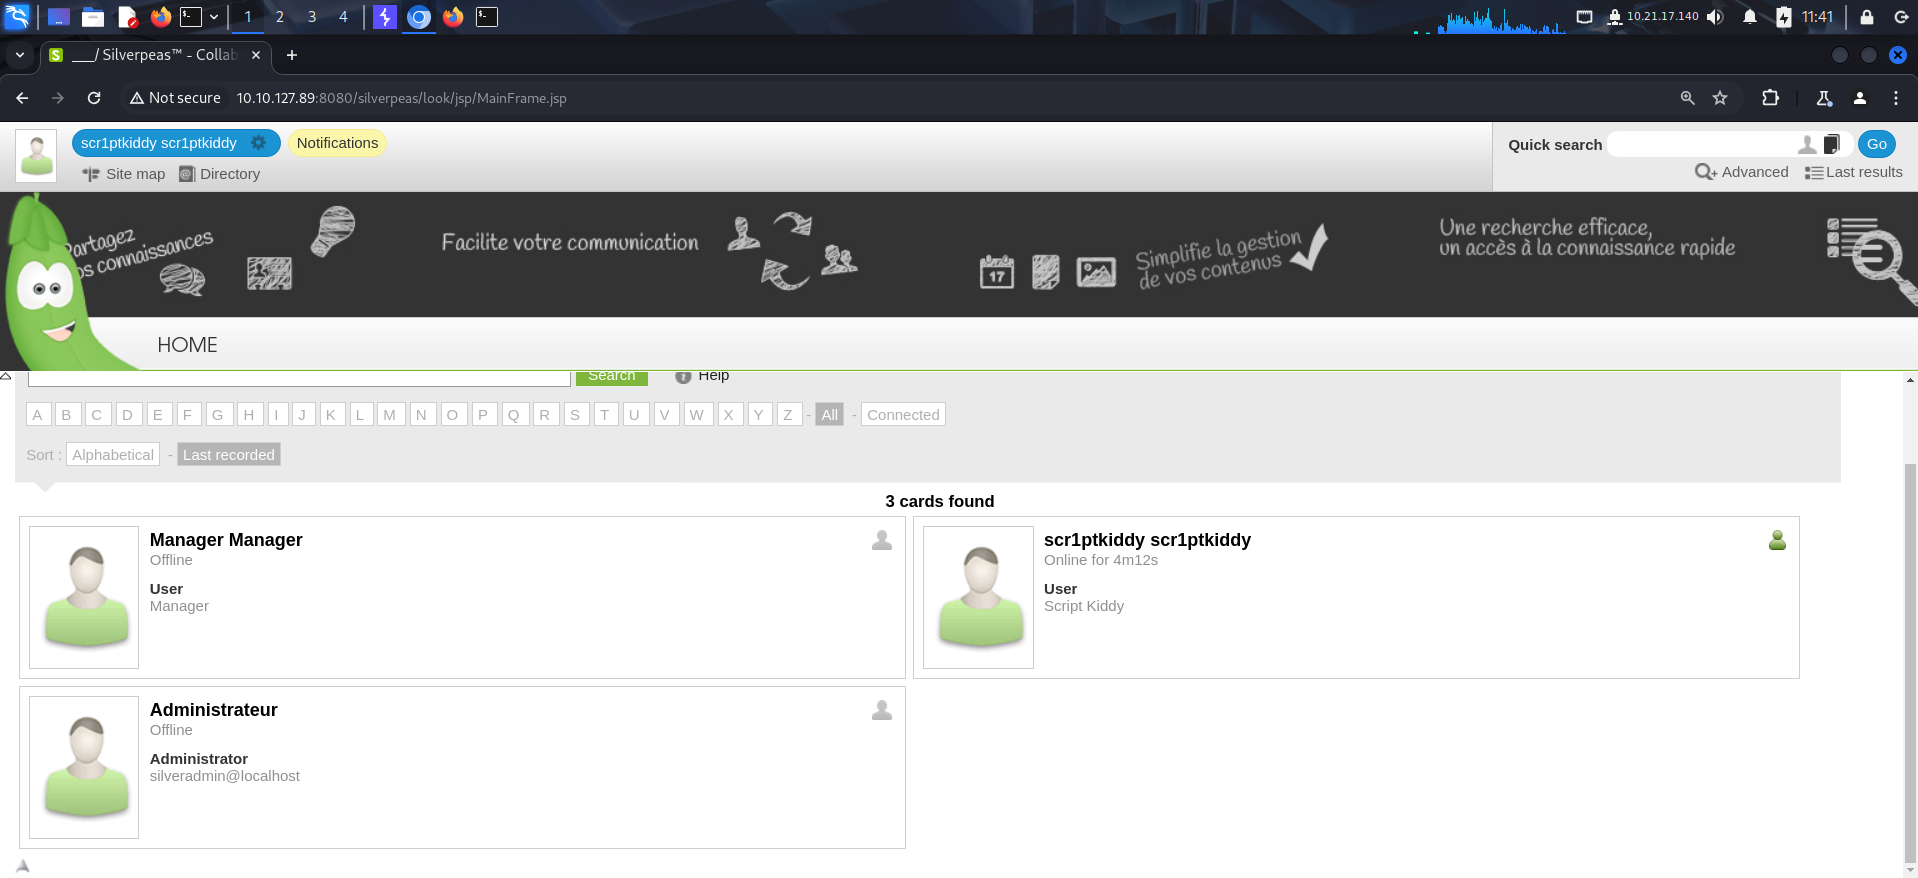 1 2 3 4 10.21.17.140 11:41
___/ Silverpeas™ - Collab
Not secure 10.10.127.89:8080/silverpeas/look/jsp/MainFrame.jsp
scr1ptkiddy scr1ptkiddy Notifications
Site map Directory
Quick search Go
Advanced Last results
Partagez
vos connaissances
Facilite votre communication
17
Simplifie la gestion
de vos contenus
Une recherche efficace,
un accès à la connaissance rapide
HOME
Search Help
A B C D E F G H I J K L M N O P Q R S T U V W X Y Z - All - Connected
Sort : Alphabetical - Last recorded
3 cards found
Manager Manager
Offline
User
Manager
scr1ptkiddy scr1ptkiddy
Online for 4m12s
User
Script Kiddy
Administrateur
Offline
Administrator
silveradmin@localhost